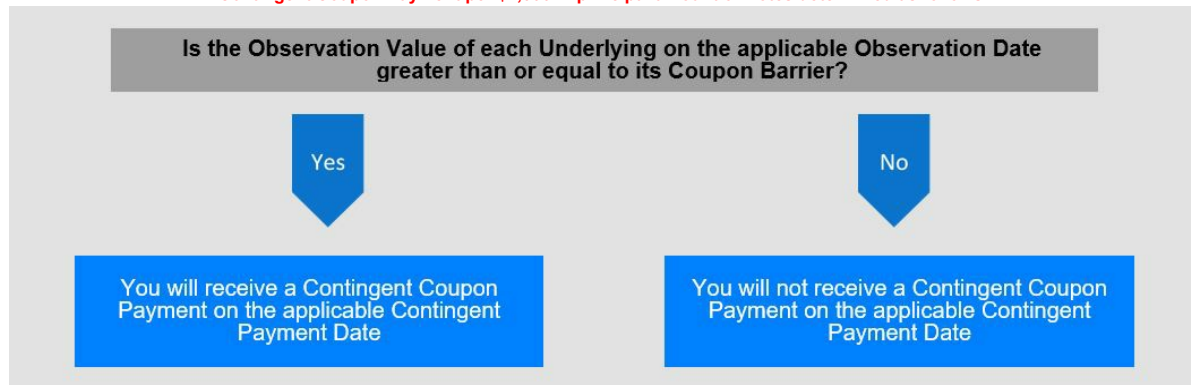 Is the Observation Value of each Underlying on the applicable Observation Date
greater than or equal to its Coupon Barrier?
Yes
No
You will receive a Contingent Coupon
Payment on the applicable Contingent
Payment Date
You will not receive a Contingent Coupon
Payment on the applicable Contingent
Payment Date